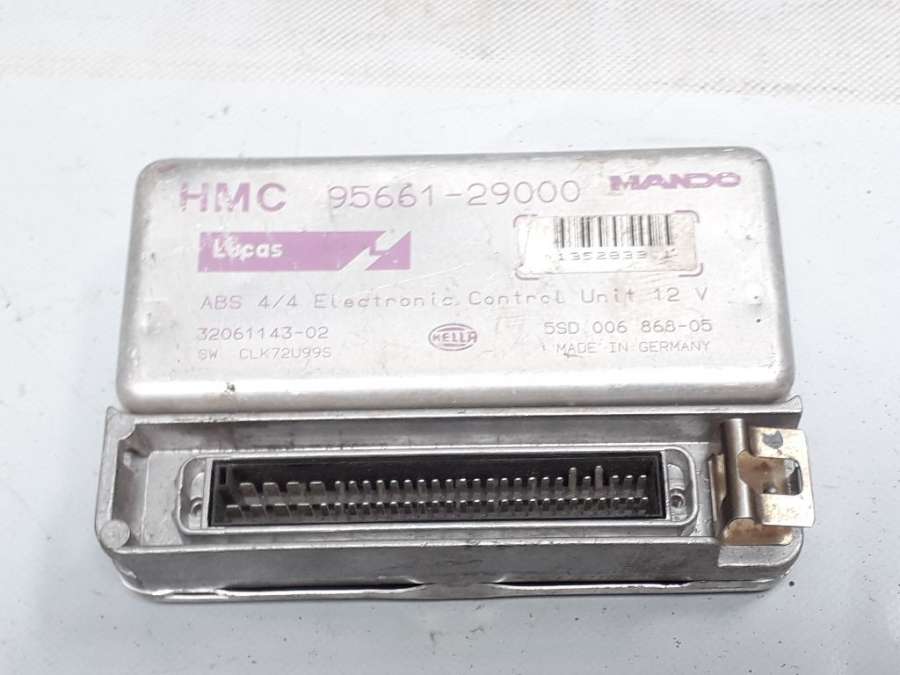 HMC 95661-29000 MANDO
Lucas
ABS 4/4 Electronic Control Unit 12 V
32061143-02 HELLA 5SD 006 868-05
SW CLK72U99S MADE IN GERMANY